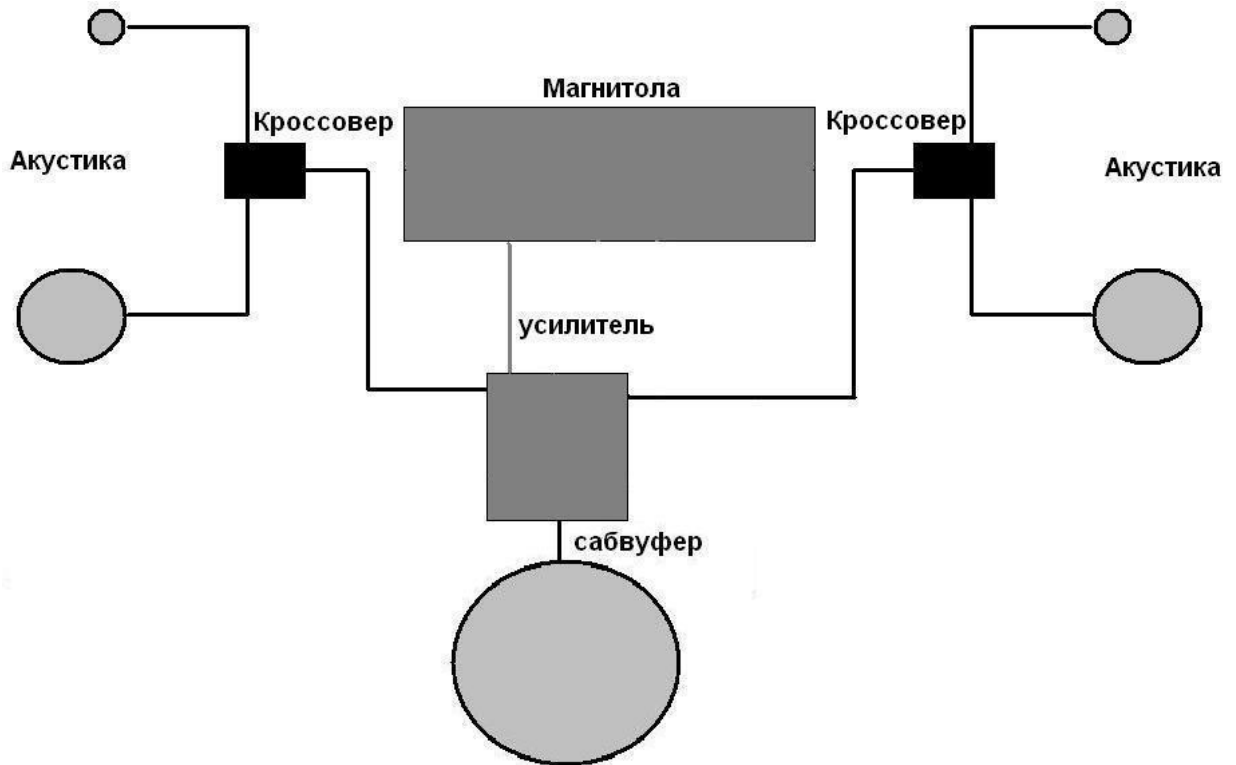 Магнитола
Кроссовер
Кроссовер
Акустика
Акустика
усилитель
сабвуфер